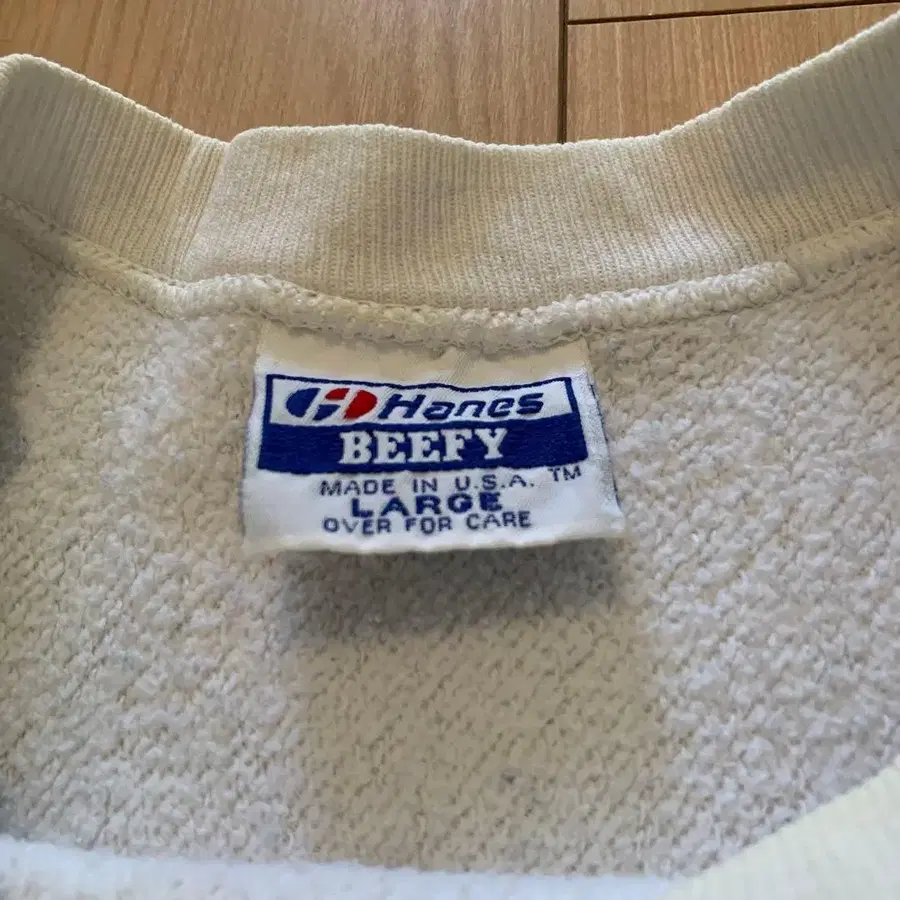 Hanes
BEEFY
MADE IN U.S.A. TM
LARGE
OVER FOR CARE